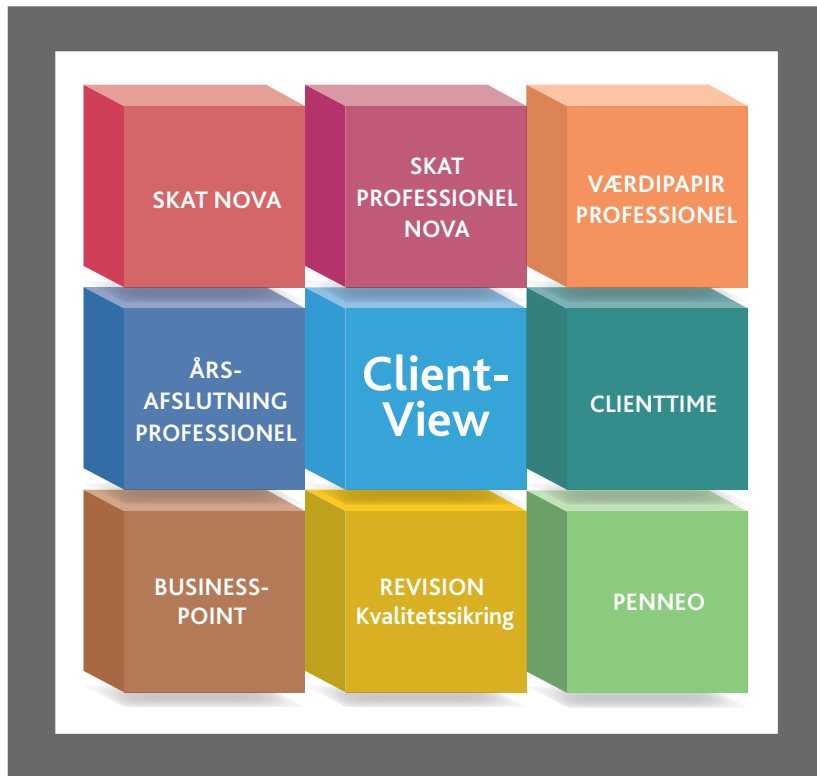 SKAT NOVA
SKAT
PROFESSIONEL
NOVA
VÆRDIPAPIR
PROFESSIONEL
ÅRS-
AFSLUTNING
PROFESSIONEL
Client-
View
CLIENTTIME
BUSINESS-
POINT
REVISION
Kvalitetssikring
PENNEO